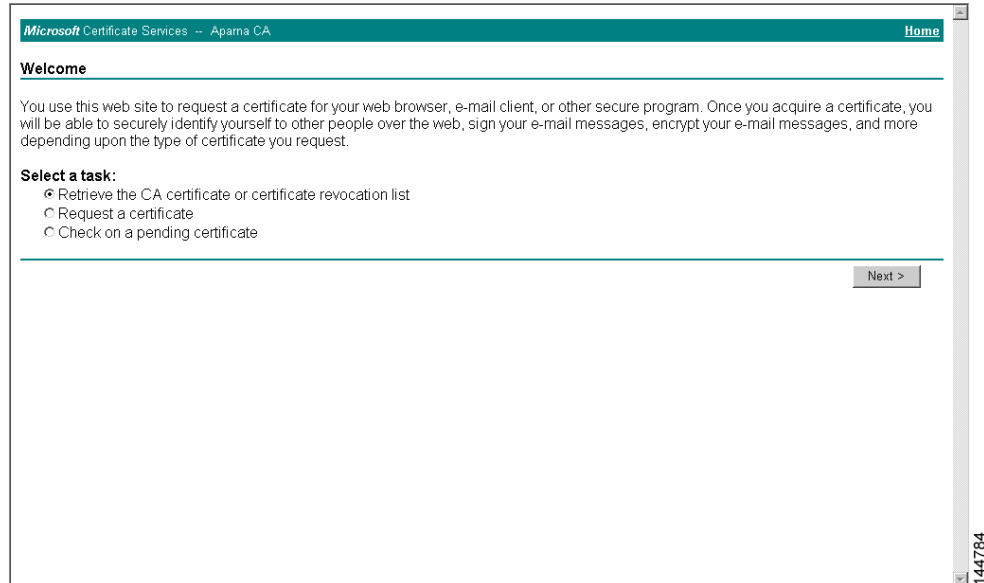 Microsoft Certificate Services -- Aparna CA Home
Welcome
You use this web site to request a certificate for your web browser, e-mail client, or other secure program. Once you acquire a certificate, you
will be able to securely identify yourself to other people over the web, sign your e-mail messages, encrypt your e-mail messages, and more
depending upon the type of certificate you request.
Select a task:
Retrieve the CA certificate or certificate revocation list
Request a certificate
Check on a pending certificate
Next >
144784